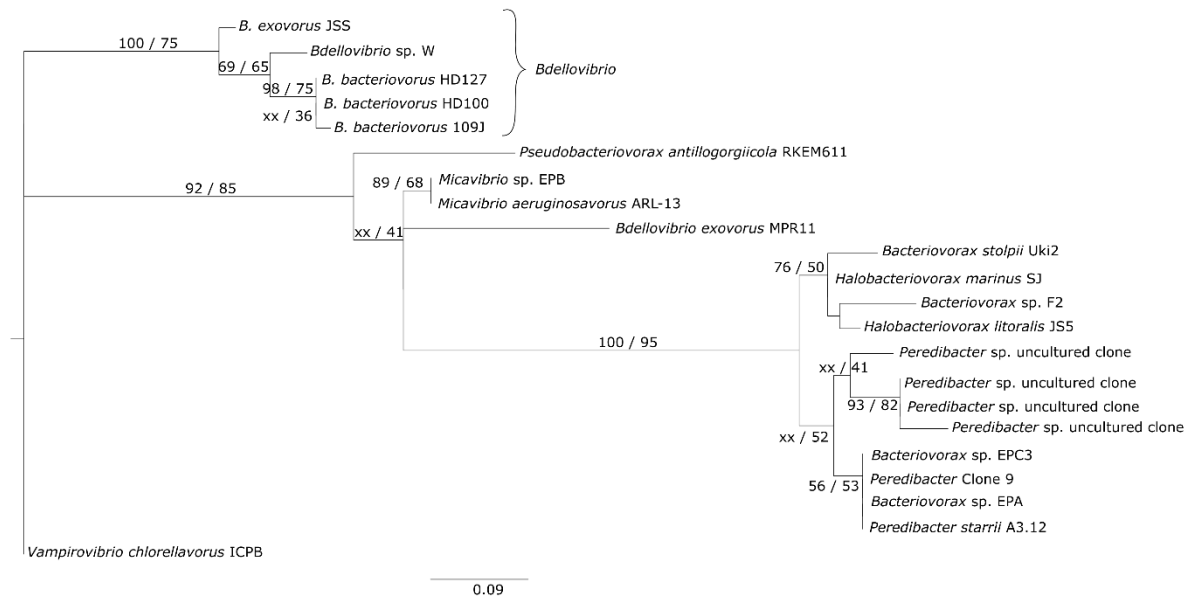 B. exovorus JSS
100 / 75
Bdellovibrio sp. W
69 / 65
Bdellovibrio
B. bacteriovorus HD127
98 / 75
B. bacteriovorus HD100
xx / 36
B. bacteriovorus 109J
Pseudobacteriovorax antillogorgiicola RKEM611
92 / 85
89 / 68
Micavibrio sp. EPB
Micavibrio aeruginosavorus ARL-13
xx / 41
Bdellovibrio exovorus MPR11
Bacteriovorax stolpii Uki2
76 / 50
Halobacteriovorax marinus SJ
Bacteriovorax sp. F2
Halobacteriovorax litoralis JS5
100 / 95
Peredibacter sp. uncultured clone
xx / 41
Peredibacter sp. uncultured clone
93 / 82
Peredibacter sp. uncultured clone
Peredibacter sp. uncultured clone
xx / 52
Bacteriovorax sp. EPC3
Peredibacter Clone 9
56 / 53
Bacteriovorax sp. EPA
Peredibacter starrii A3.12
Vampirovibrio chlorellavorus ICPB
0.09